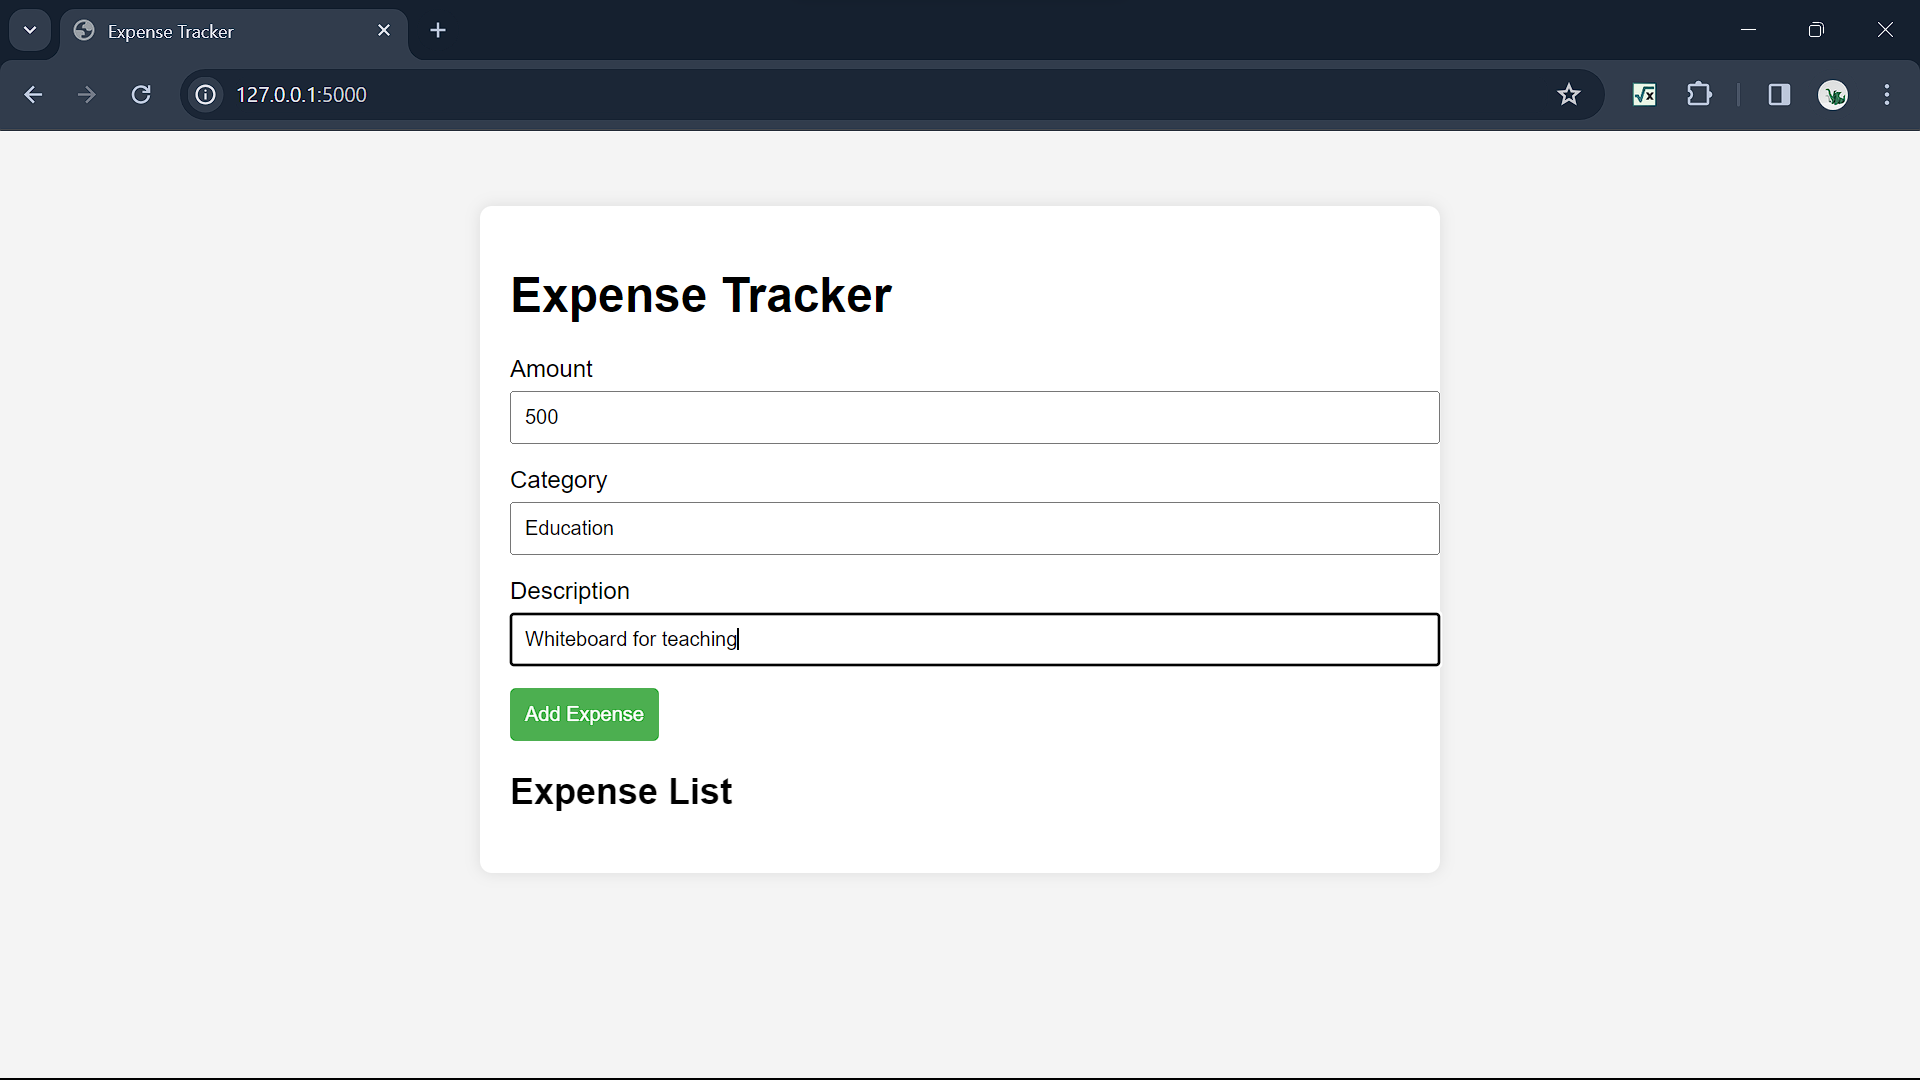 Expense Tracker
127.0.0.1:5000
Expense Tracker
Amount
500
Category
Education
Description
Whiteboard for teaching
Add Expense
Expense List